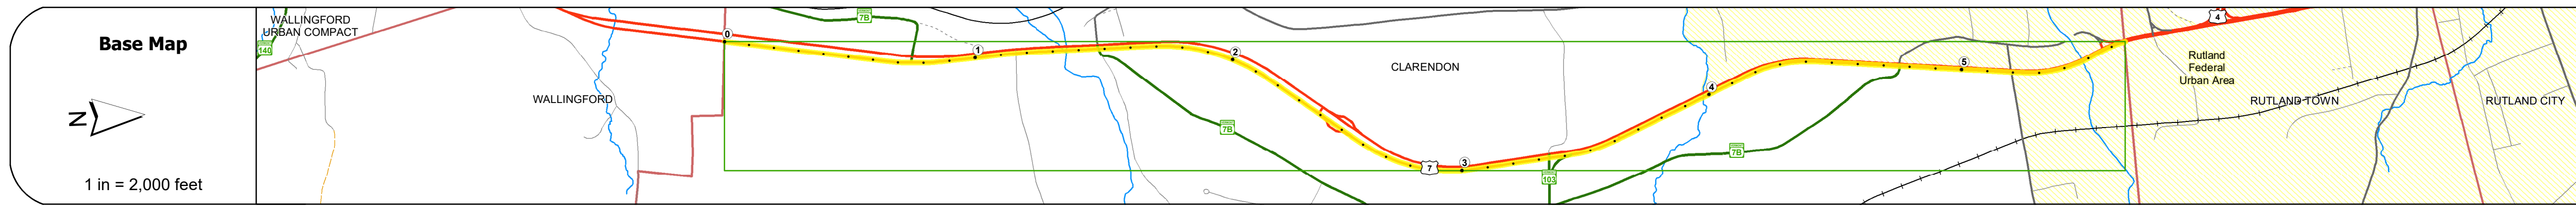 Base Map
N
1 in = 2,000 feet
WALLINGFORD
URBAN COMPACT
140
WALLINGFORD
0
7B
1
7B
2
CLARENDON
7
3
103
4
7B
5
4
Rutland
Federal
Urban Area
RUTLAND TOWN
RUTLAND CITY